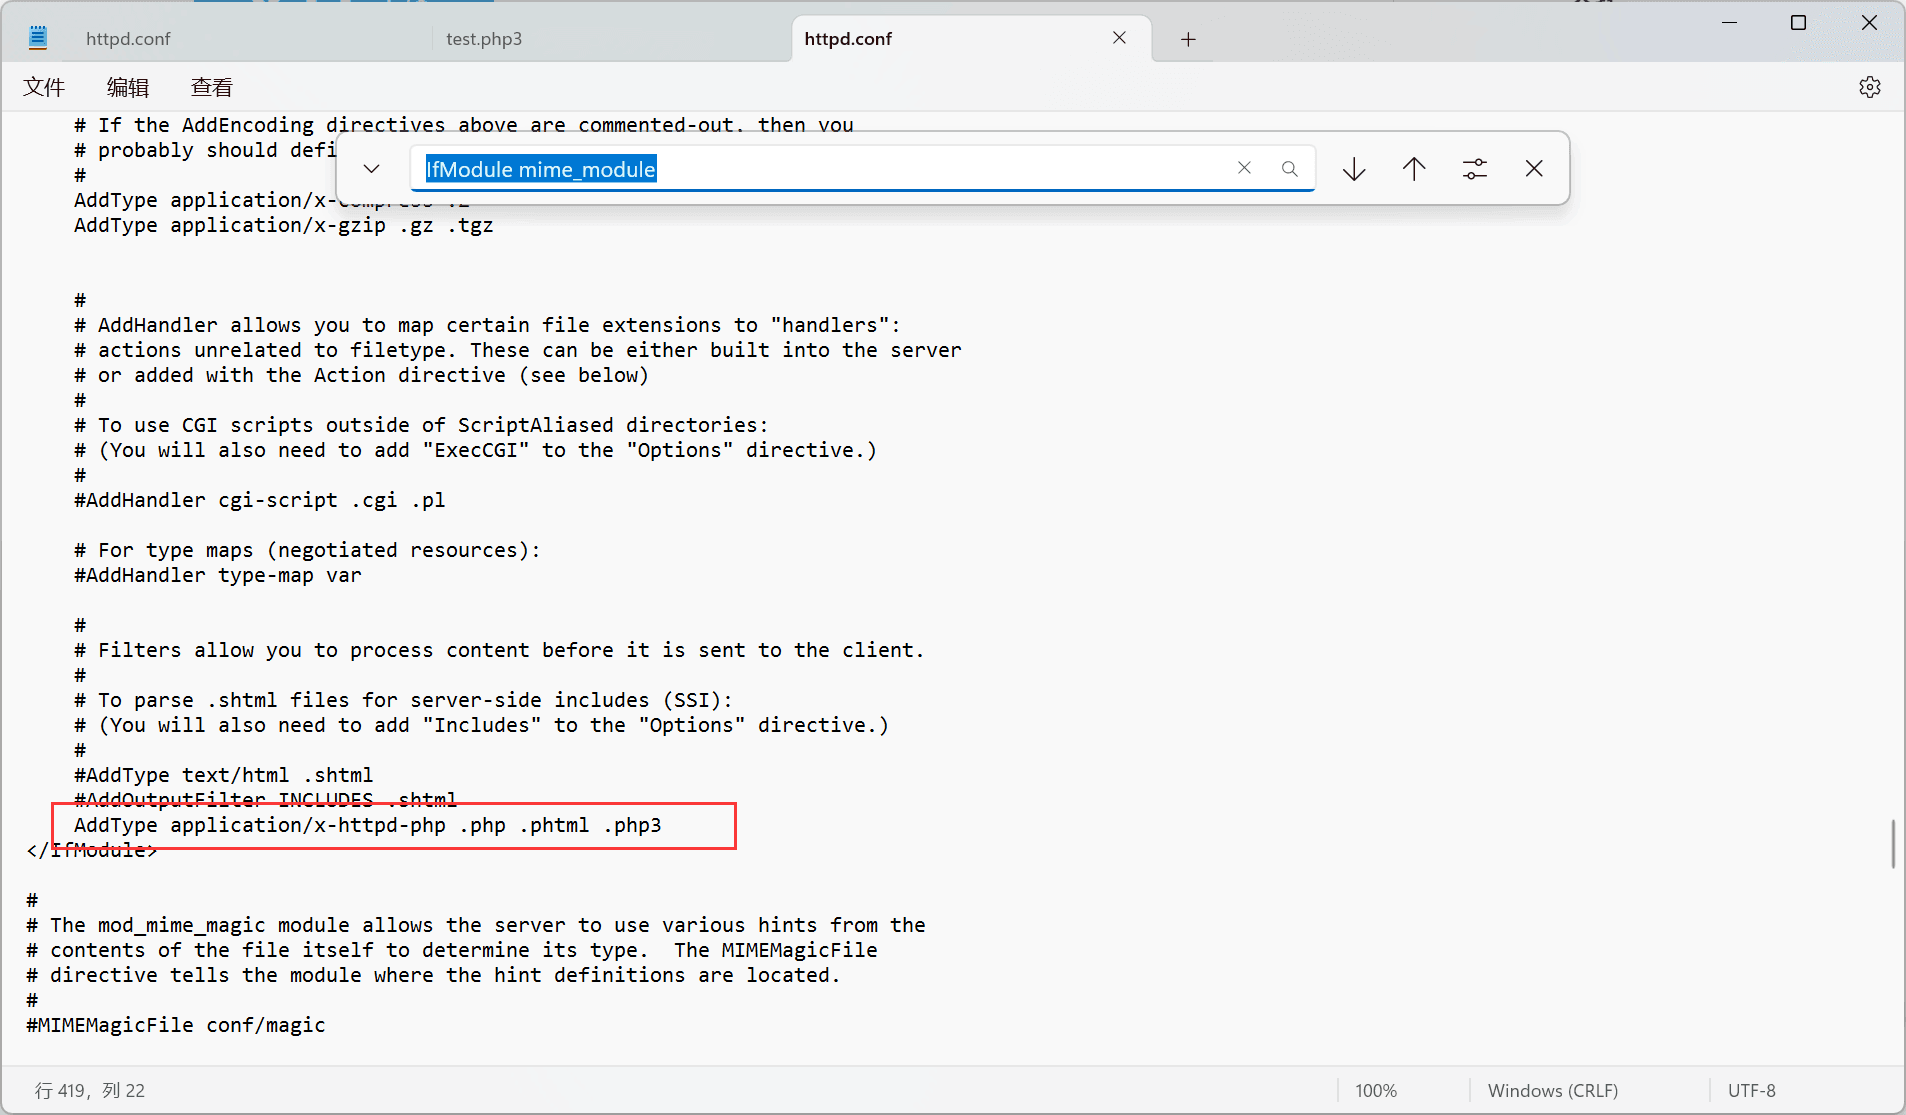 httpd.conf
test.php3
httpd.conf
文件 编辑 查看
# If the AddEncoding directives above are commented-out, then you
# probably should defi
IfModule mime_module
#
AddType application/x-compress .Z
AddType application/x-gzip .gz .tgz
#
# AddHandler allows you to map certain file extensions to "handlers":
# actions unrelated to filetype. These can be either built into the server
# or added with the Action directive (see below)
#
# To use CGI scripts outside of ScriptAliased directories:
# (You will also need to add "ExecCGI" to the "Options" directive.)
#
#AddHandler cgi-script .cgi .pl
# For type maps (negotiated resources):
#AddHandler type-map var
#
# Filters allow you to process content before it is sent to the client.
#
# To parse .shtml files for server-side includes (SSI):
# (You will also need to add "Includes" to the "Options" directive.)
#
#AddType text/html .shtml
#AddOutputFilter INCLUDES .shtml
AddType application/x-httpd-php .php .phtml .php3
</IfModule>
#
# The mod_mime_magic module allows the server to use various hints from the
# contents of the file itself to determine its type.  The MIMEMagicFile
# directive tells the module where the hint definitions are located.
#
#MIMEMagicFile conf/magic
行 419，列 22
100%
Windows (CRLF)
UTF-8